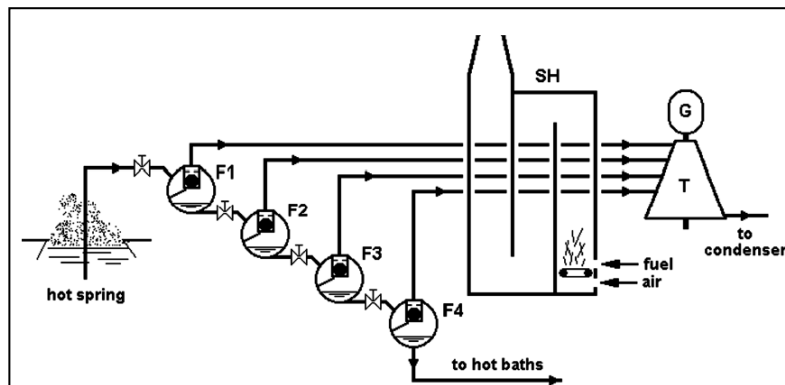 SH
G
F1
T
F2
F3
to
condenser
fuel
air
hot spring
F4
to hot baths